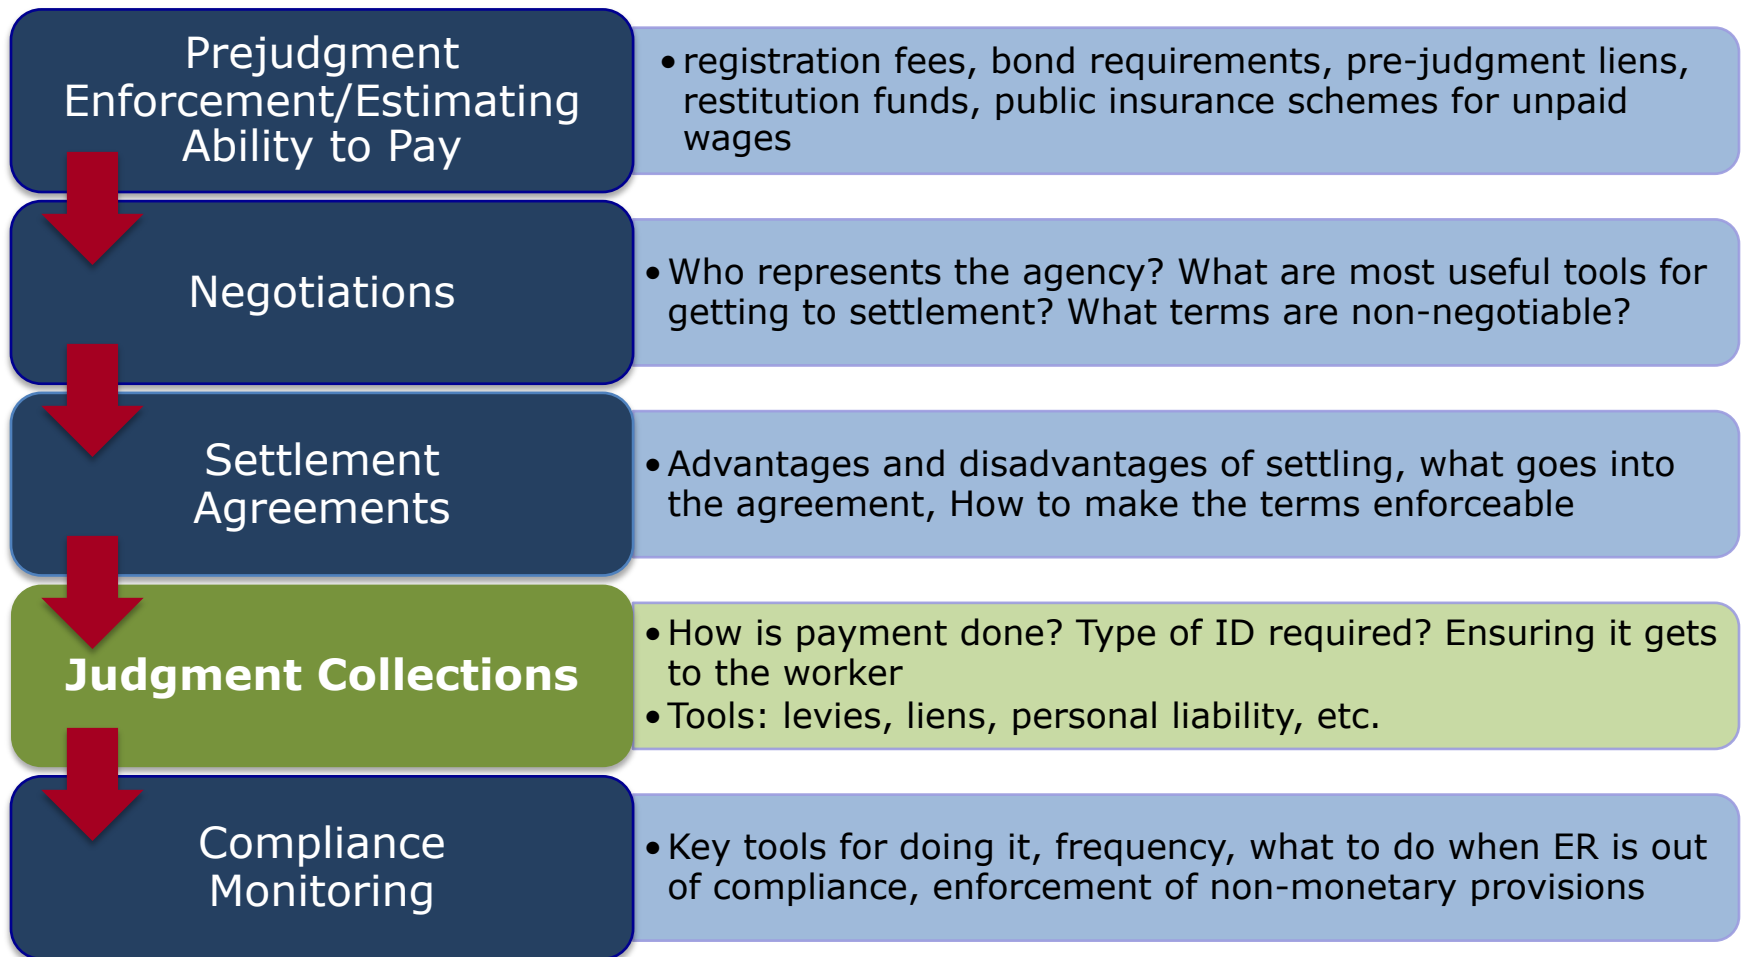 Prejudgment
Enforcement/Estimating
Ability to Pay
• registration fees, bond requirements, pre-judgment liens,
restitution funds, public insurance schemes for unpaid
wages
Negotiations
• Who represents the agency? What are most useful tools for
getting to settlement? What terms are non-negotiable?
Settlement
Agreements
• Advantages and disadvantages of settling, what goes into
the agreement, How to make the terms enforceable
Judgment Collections
• How is payment done? Type of ID required? Ensuring it gets
to the worker
• Tools: levies, liens, personal liability, etc.
Compliance
Monitoring
• Key tools for doing it, frequency, what to do when ER is out
of compliance, enforcement of non-monetary provisions